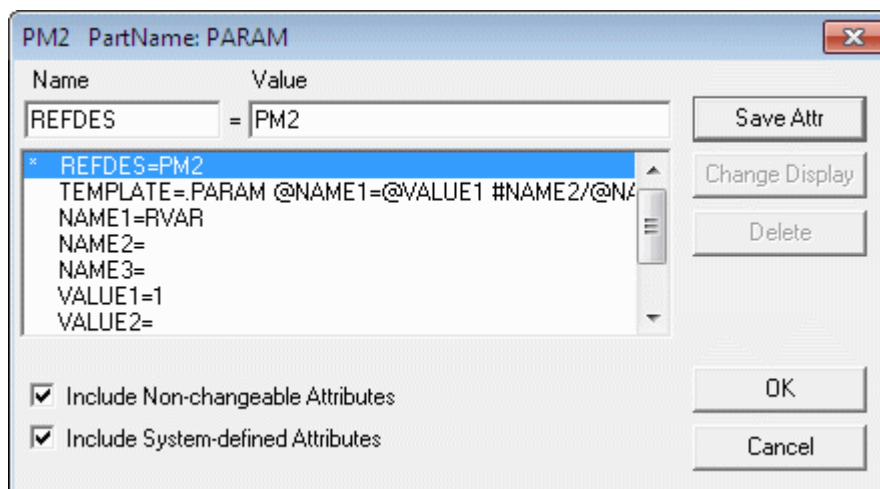 PM2 PartName: PARAM
Name Value
REFDES = PM2
Save Attr
* REFDES=PM2
TEMPLATE=.PARAM @NAME1=@VALUE1 #NAME2/@NA
NAME1=RVAR
NAME2=
NAME3=
VALUE1=1
VALUE2=
Change Display
Delete
Include Non-changeable Attributes
Include System-defined Attributes
OK
Cancel